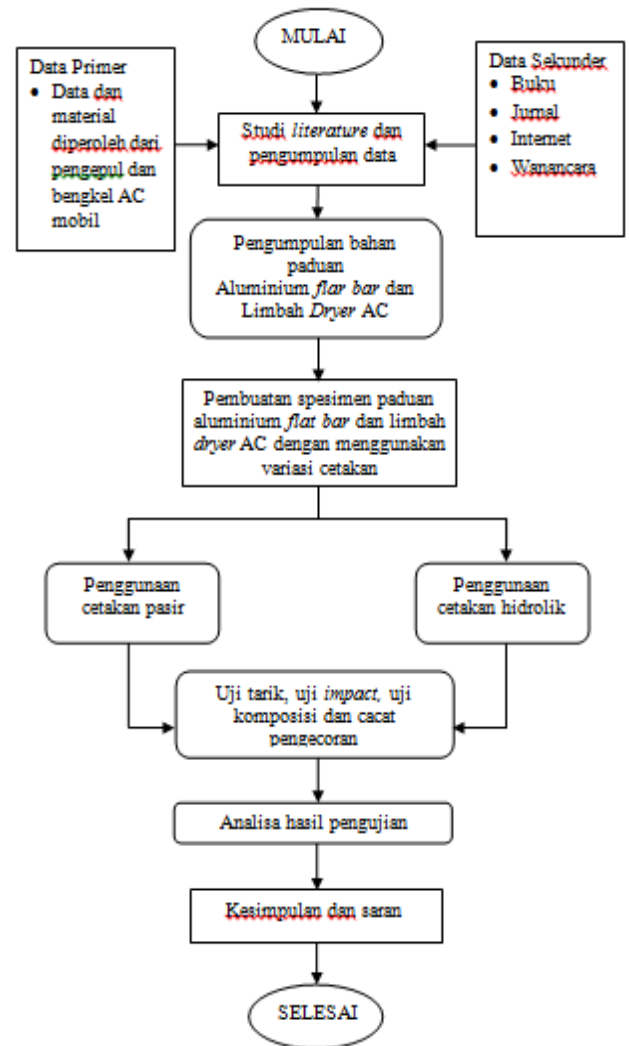 MULAI
Data Primer
• Data dan
material
diperoleh dari
pengepul dan
bengkel AC
mobil
Studi literature dan
pengumpulan data
Data Sekunder
• Buku
• Jurnal
• Internet
• Wanancara
Pengumpulan bahan
paduan
Aluminium flar bar dan
Limbah Dryer AC
Pembuatan spesimen paduan
aluminium flat bar dan limbah
dryer AC dengan menggunakan
variasi cetakan
Penggunaan
cetakan pasir
Penggunaan
cetakan hidrolik
Uji tarik, uji impact, uji
komposisi dan cacat
pengecoran
Analisa hasil pengujian
Kesimpulan dan saran
SELESAI